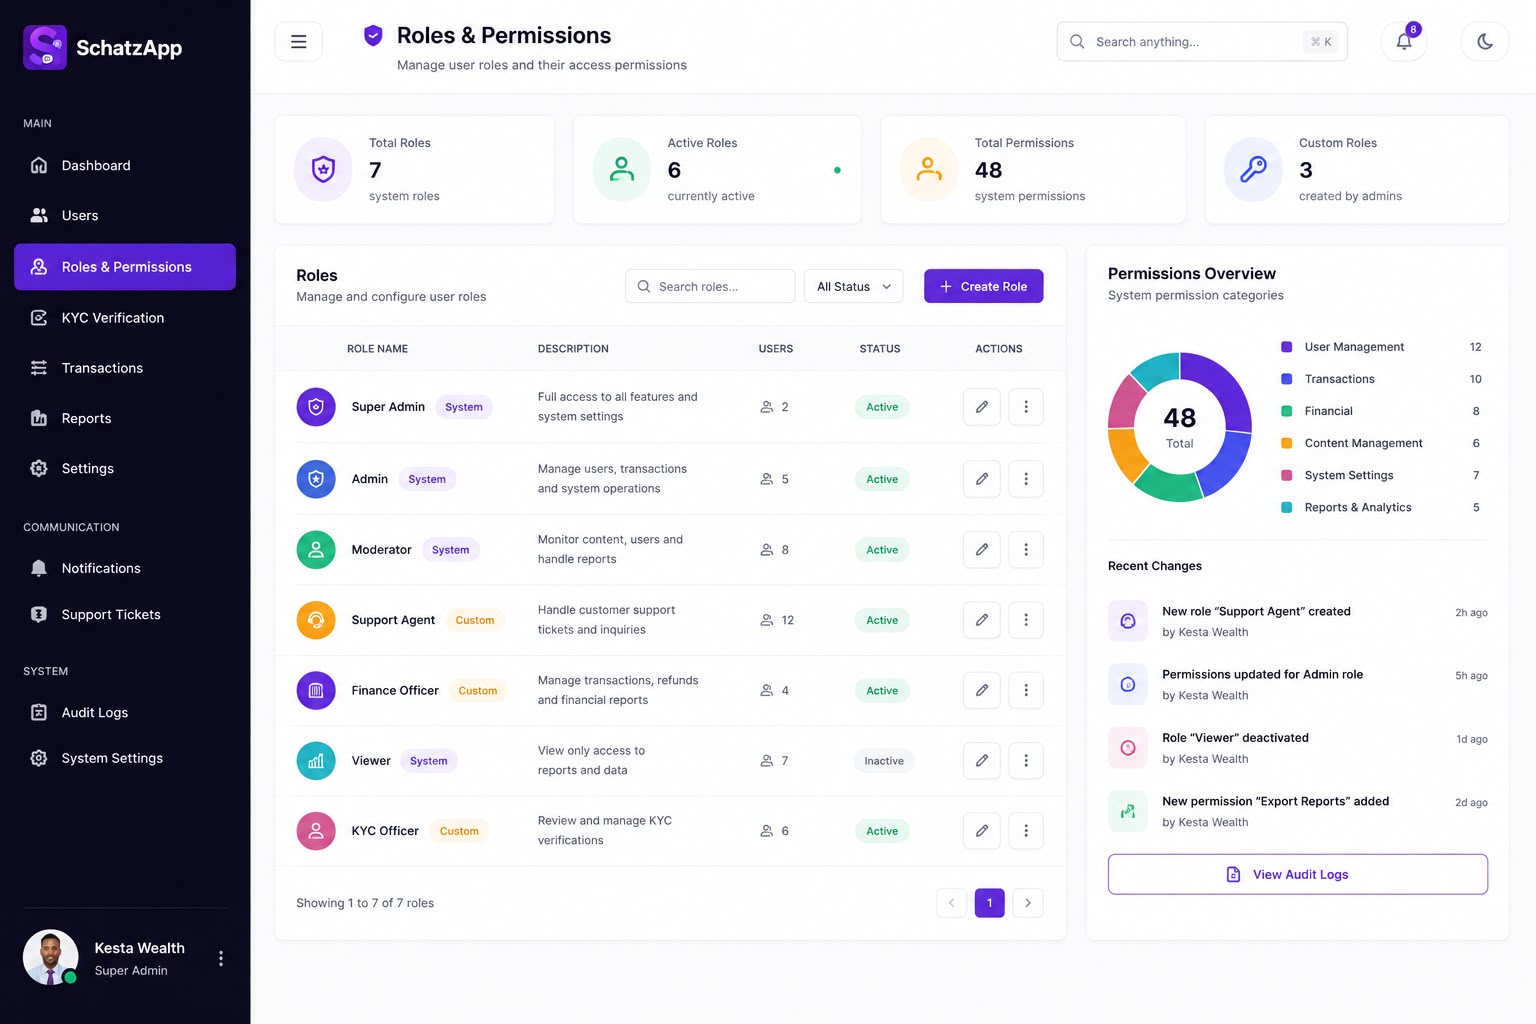 SchatzApp
MAIN
Dashboard
Users
Roles & Permissions
KYC Verification
Transactions
Reports
Settings
COMMUNICATION
Notifications
Support Tickets
SYSTEM
Audit Logs
System Settings
Kesta Wealth
Super Admin
Roles & Permissions
Manage user roles and their access permissions
Search anything...
⌘ K
8
Total Roles
7
system roles
Active Roles
6
currently active
Total Permissions
48
system permissions
Custom Roles
3
created by admins
Roles
Manage and configure user roles
Search roles...
All Status
Create Role
ROLE NAME DESCRIPTION USERS STATUS ACTIONS
Super Admin System
Full access to all features and
system settings
2
Active
Admin System
Manage users, transactions
and system operations
5
Active
Moderator System
Monitor content, users and
handle reports
8
Active
Support Agent Custom
Handle customer support
tickets and inquiries
12
Active
Finance Officer Custom
Manage transactions, refunds
and financial reports
4
Active
Viewer System
View only access to
reports and data
7
Inactive
KYC Officer Custom
Review and manage KYC
verifications
6
Active
Showing 1 to 7 of 7 roles
1
Permissions Overview
System permission categories
48
Total
User Management 12
Transactions 10
Financial 8
Content Management 6
System Settings 7
Reports & Analytics 5
Recent Changes
New role “Support Agent” created 2h ago
by Kesta Wealth
Permissions updated for Admin role 5h ago
by Kesta Wealth
Role “Viewer” deactivated 1d ago
by Kesta Wealth
New permission “Export Reports” added 2d ago
by Kesta Wealth
View Audit Logs